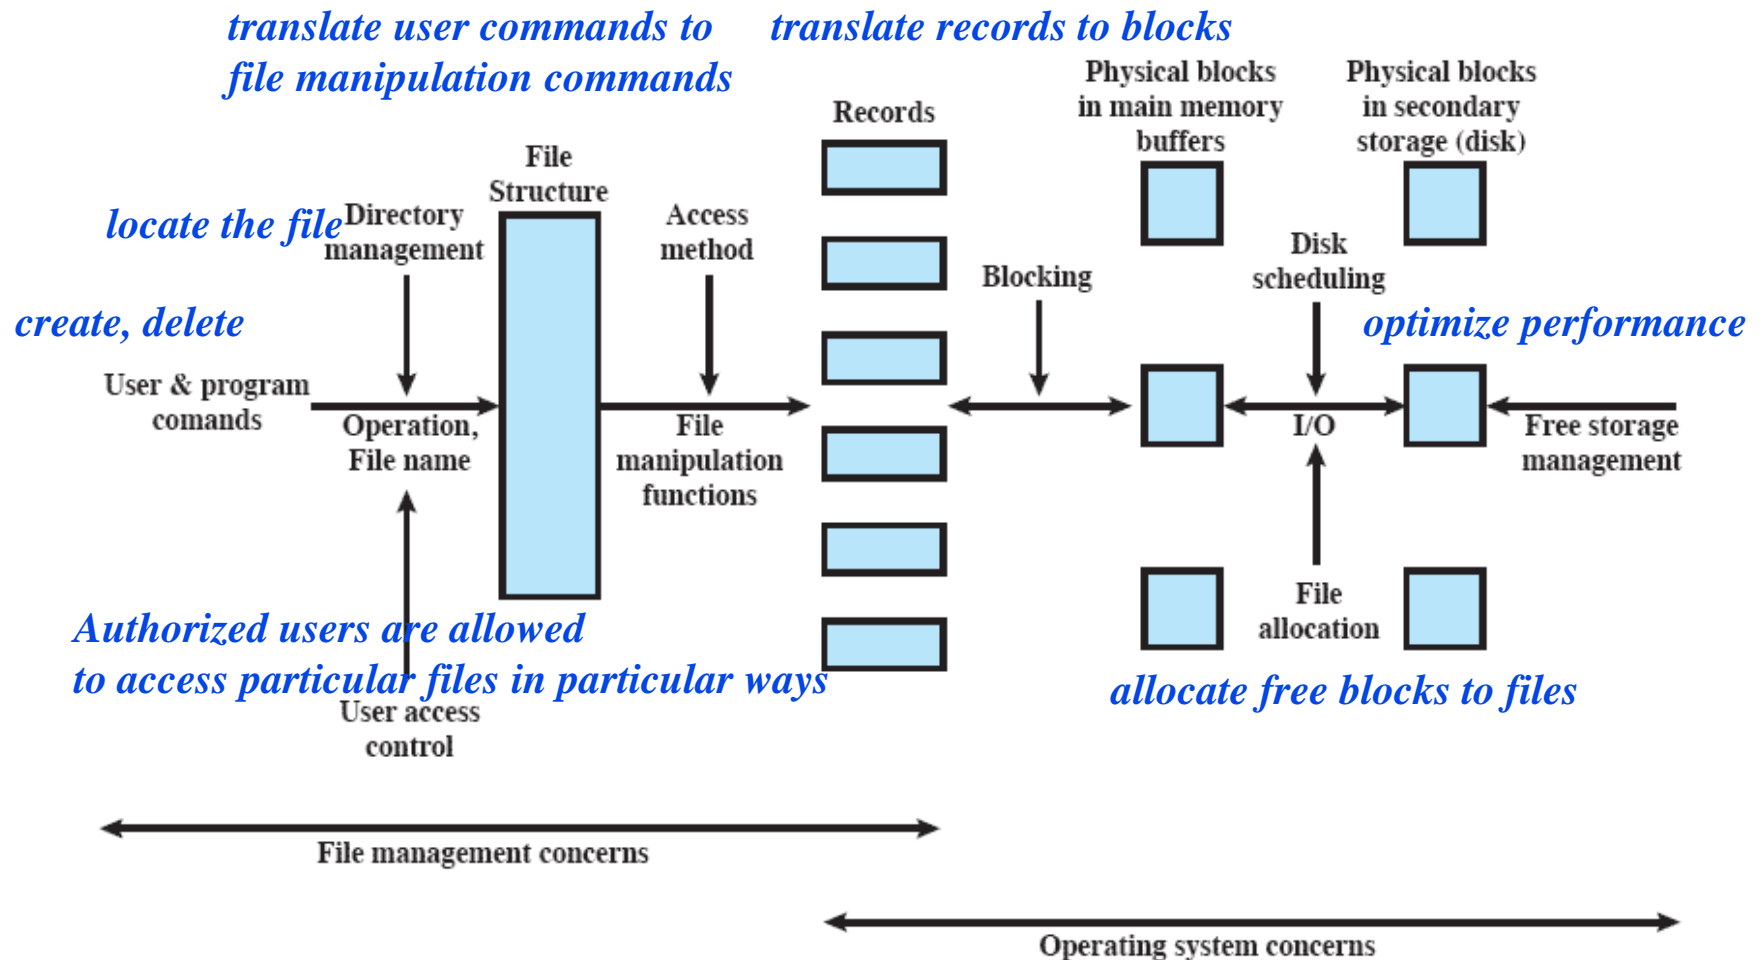 translate user commands to
file manipulation commands
translate records to blocks
Physical blocks
in main memory
buffers
Physical blocks
in secondary
storage (disk)
Records
File
Structure
locate the file
Directory
management
Access
method
Blocking
Disk
scheduling
create, delete
optimize performance
User & program
comands
Operation,
File name
File
manipulation
functions
I/O
Free storage
management
File
allocation
Authorized users are allowed
to access particular files in particular ways
allocate free blocks to files
User access
control
File management concerns
Operating system concerns